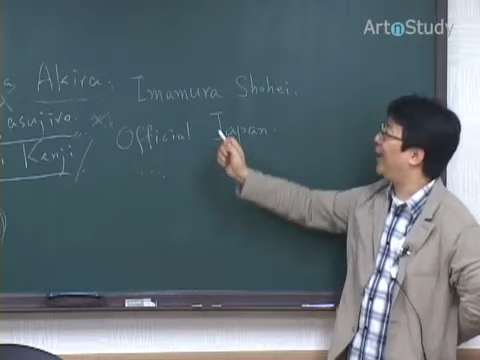 ArtnStudy
Akira. Imamura Shohei.
asujiro. Official Japan.
Kenji
....